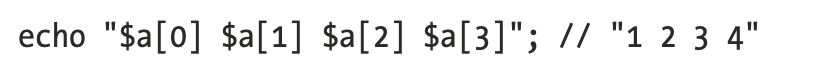 echo "$a[0] $a[1] $a[2] $a[3]"; // "1 2 3 4"